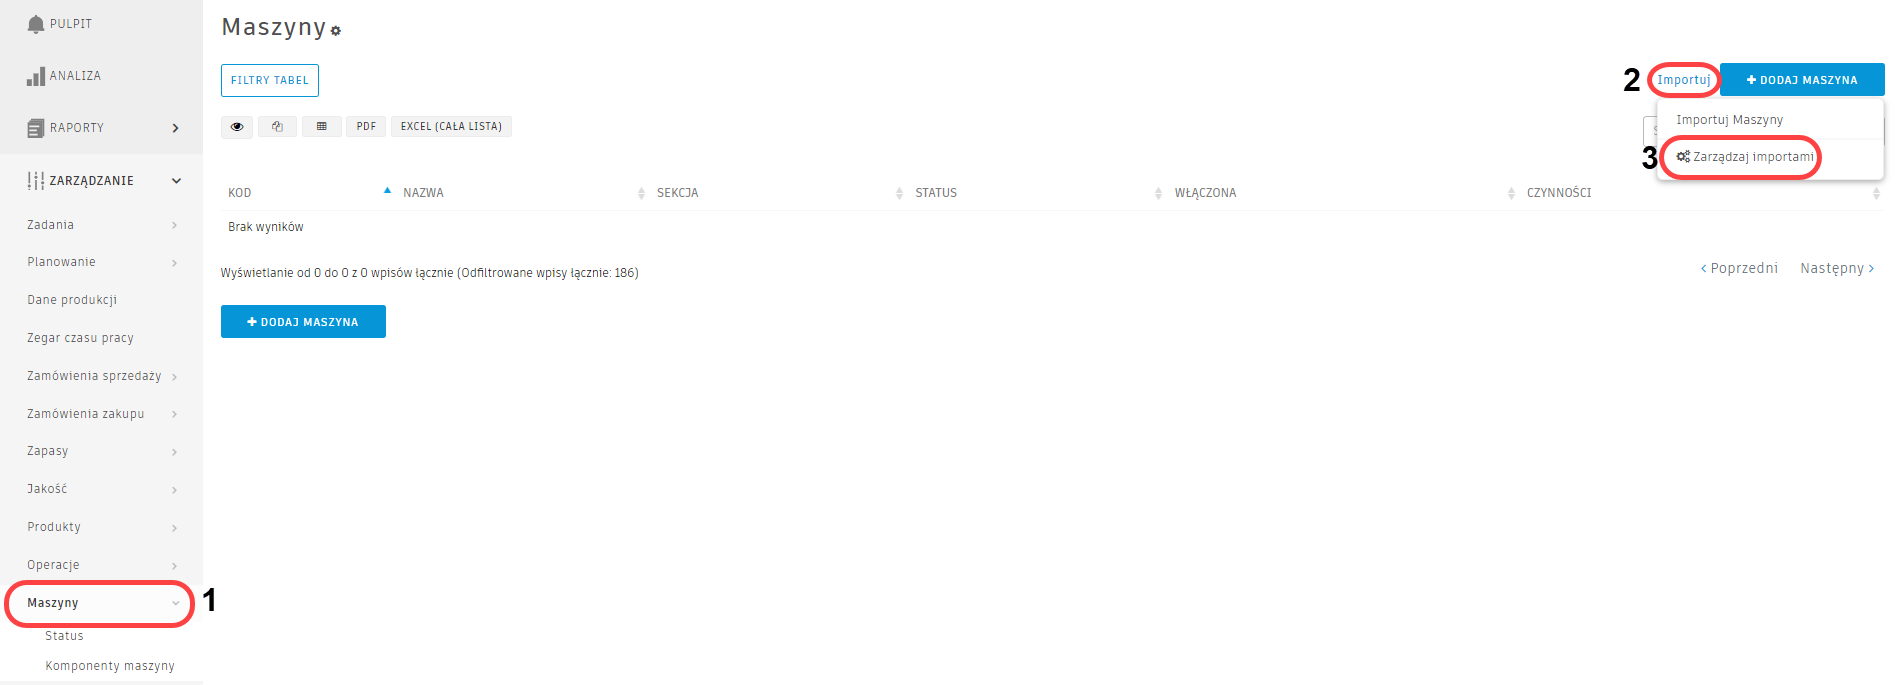 PULPIT
ANALIZA
RAPORTY
ZARZĄDZANIE
Zadania
Planowanie
Dane produkcji
Zegar czasu pracy
Zamówienia sprzedaży
Zamówienia zakupu
Zapasy
Jakość
Produkty
Operacje
Maszyny
1
Status
Komponenty maszyny
Maszyny
FILTRY TABEL
2 Importuj
DODAJ MASZYNA
Importuj Maszyny
3 Zarządzaj importami
PDF EXCEL (CAŁA LISTA)
KOD NAZWA SEKCJA STATUS WŁĄCZONA CZYNNOŚCI
Brak wyników
Wyświetlanie od 0 do 0 z 0 wpisów łącznie (Odfiltrowane wpisy łącznie: 186)
Poprzedni Następny
DODAJ MASZYNA